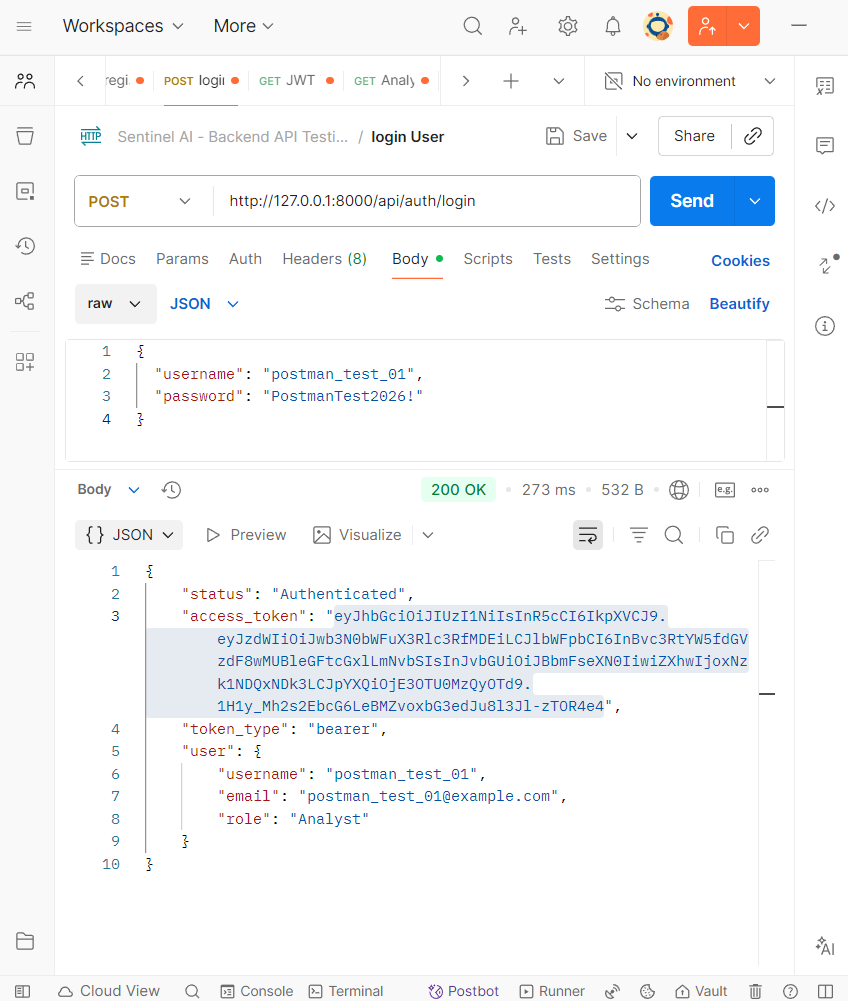 Workspaces More
regi. POST logii GET JWT GET Analy No environment
HTTP Sentinel AI - Backend API Testi... / login User Save Share
POST http://127.0.0.1:8000/api/auth/login Send
Docs Params Auth Headers (8) Body Scripts Tests Settings Cookies
raw JSON Schema Beautify
1 {
2 "username": "postman_test_01",
3 "password": "PostmanTest2026!"
4 }
Body 200 OK 273 ms 532 B e.g.
{} JSON Preview Visualize
1 {
2 "status": "Authenticated",
3 "access_token": "eyJhbGciOiJIUzI1NiIsInR5cCI6IkpXVCJ9.
eyJzdWIiOiJwb3N0bWFuX3Rlc3RfMDEiLCJlbWFpbCI6InBvc3RtYW5fdGV
zdF8wMUBleGFtcGxlLmNvbSIsInJvbGUiOiJBbmFseXN0IiwiZXhwIjoxNz
k1NDQxNDk3LCJpYXQiOjE3OTU0MzQyOTd9.
1H1y_Mh2s2EbcG6LeBMZvoxbG3edJu8l3Jl-zTOR4e4",
4 "token_type": "bearer",
5 "user": {
6 "username": "postman_test_01",
7 "email": "postman_test_01@example.com",
8 "role": "Analyst"
9 }
10 }
AI
Cloud View Console Terminal Postbot Runner Vault